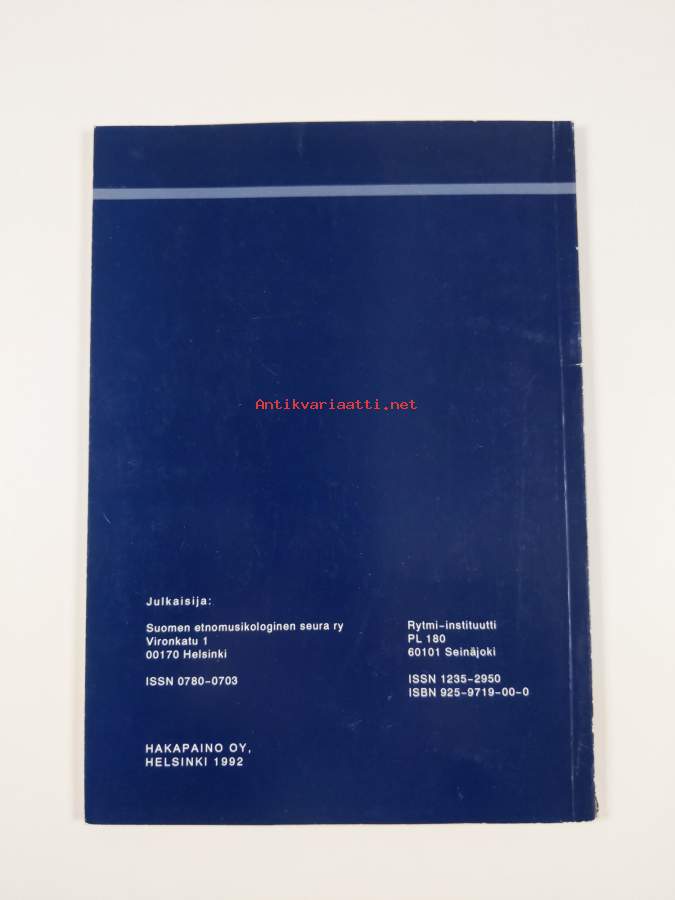 Antikvariaatti.net
Julkaisija:
Suomen etnomusikologinen seura ry
Vironkatu 1
00170 Helsinki
ISSN 0780-0703
Rytmi-instituutti
PL 180
60101 Seinäjoki
ISSN 1235-2950
ISBN 925-9719-00-0
HAKAPAINO OY,
HELSINKI 1992